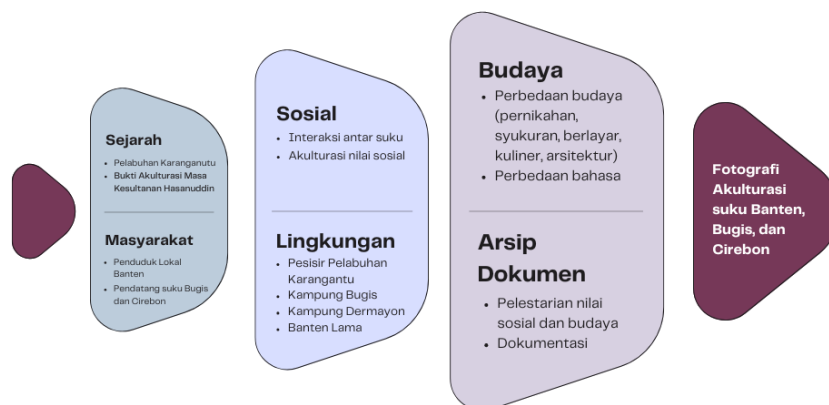 Sejarah
Pelabuhan Karanganutu
Bukti Akulturasi Masa
Kesultanan Hasanuddin
Masyarakat
Penduduk Lokal
Banten
Pendatang suku Bugis
dan Cirebon
Sosial
Interaksi antar suku
Akulturasi nilai sosial
Lingkungan
Pesisir Pelabuhan
Karangantu
Kampung Bugis
Kampung Dermayon
Banten Lama
Budaya
Perbedaan budaya
(pernikahan,
syukuran, berlayar,
kuliner, arsitektur)
Perbedaan bahasa
Arsip
Dokumen
Pelestarian nilai
sosial dan budaya
Dokumentasi
Fotografi
Akulturasi
suku Banten,
Bugis, dan
Cirebon